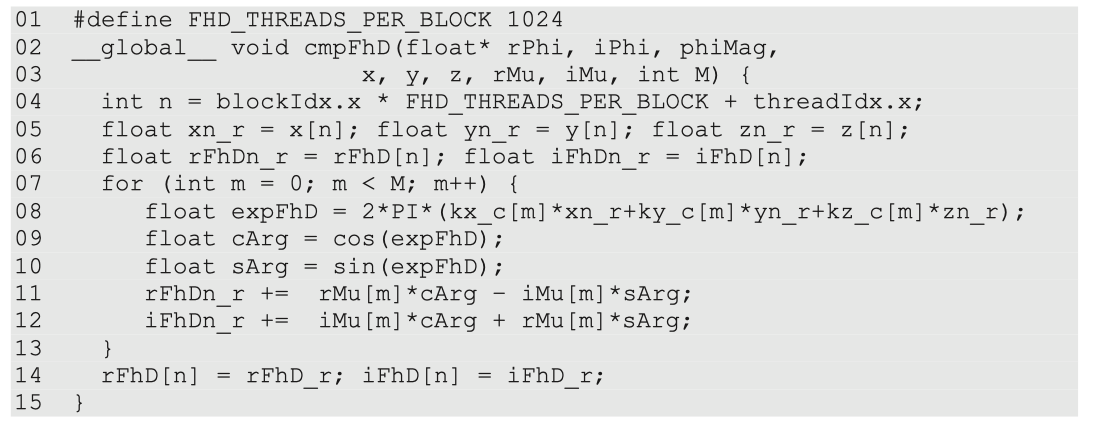 01 #define FHD_THREADS_PER_BLOCK 1024
02 __global__ void cmpFhD(float* rPhi, iPhi, phiMag,
03 x, y, z, rMu, iMu, int M) {
04 int n = blockIdx.x * FHD_THREADS_PER_BLOCK + threadIdx.x;
05 float xn_r = x[n]; float yn_r = y[n]; float zn_r = z[n];
06 float rFhDn_r = rFhD[n]; float iFhDn_r = iFhD[n];
07 for (int m = 0; m < M; m++) {
08 float expFhD = 2*PI*(kx_c[m]*xn_r+ky_c[m]*yn_r+kz_c[m]*zn_r);
09 float cArg = cos(expFhD);
10 float sArg = sin(expFhD);
11 rFhDn_r += rMu[m]*cArg – iMu[m]*sArg;
12 iFhDn_r += iMu[m]*cArg + rMu[m]*sArg;
13 }
14 rFhD[n] = rFhD_r; iFhD[n] = iFhD_r;
15 }